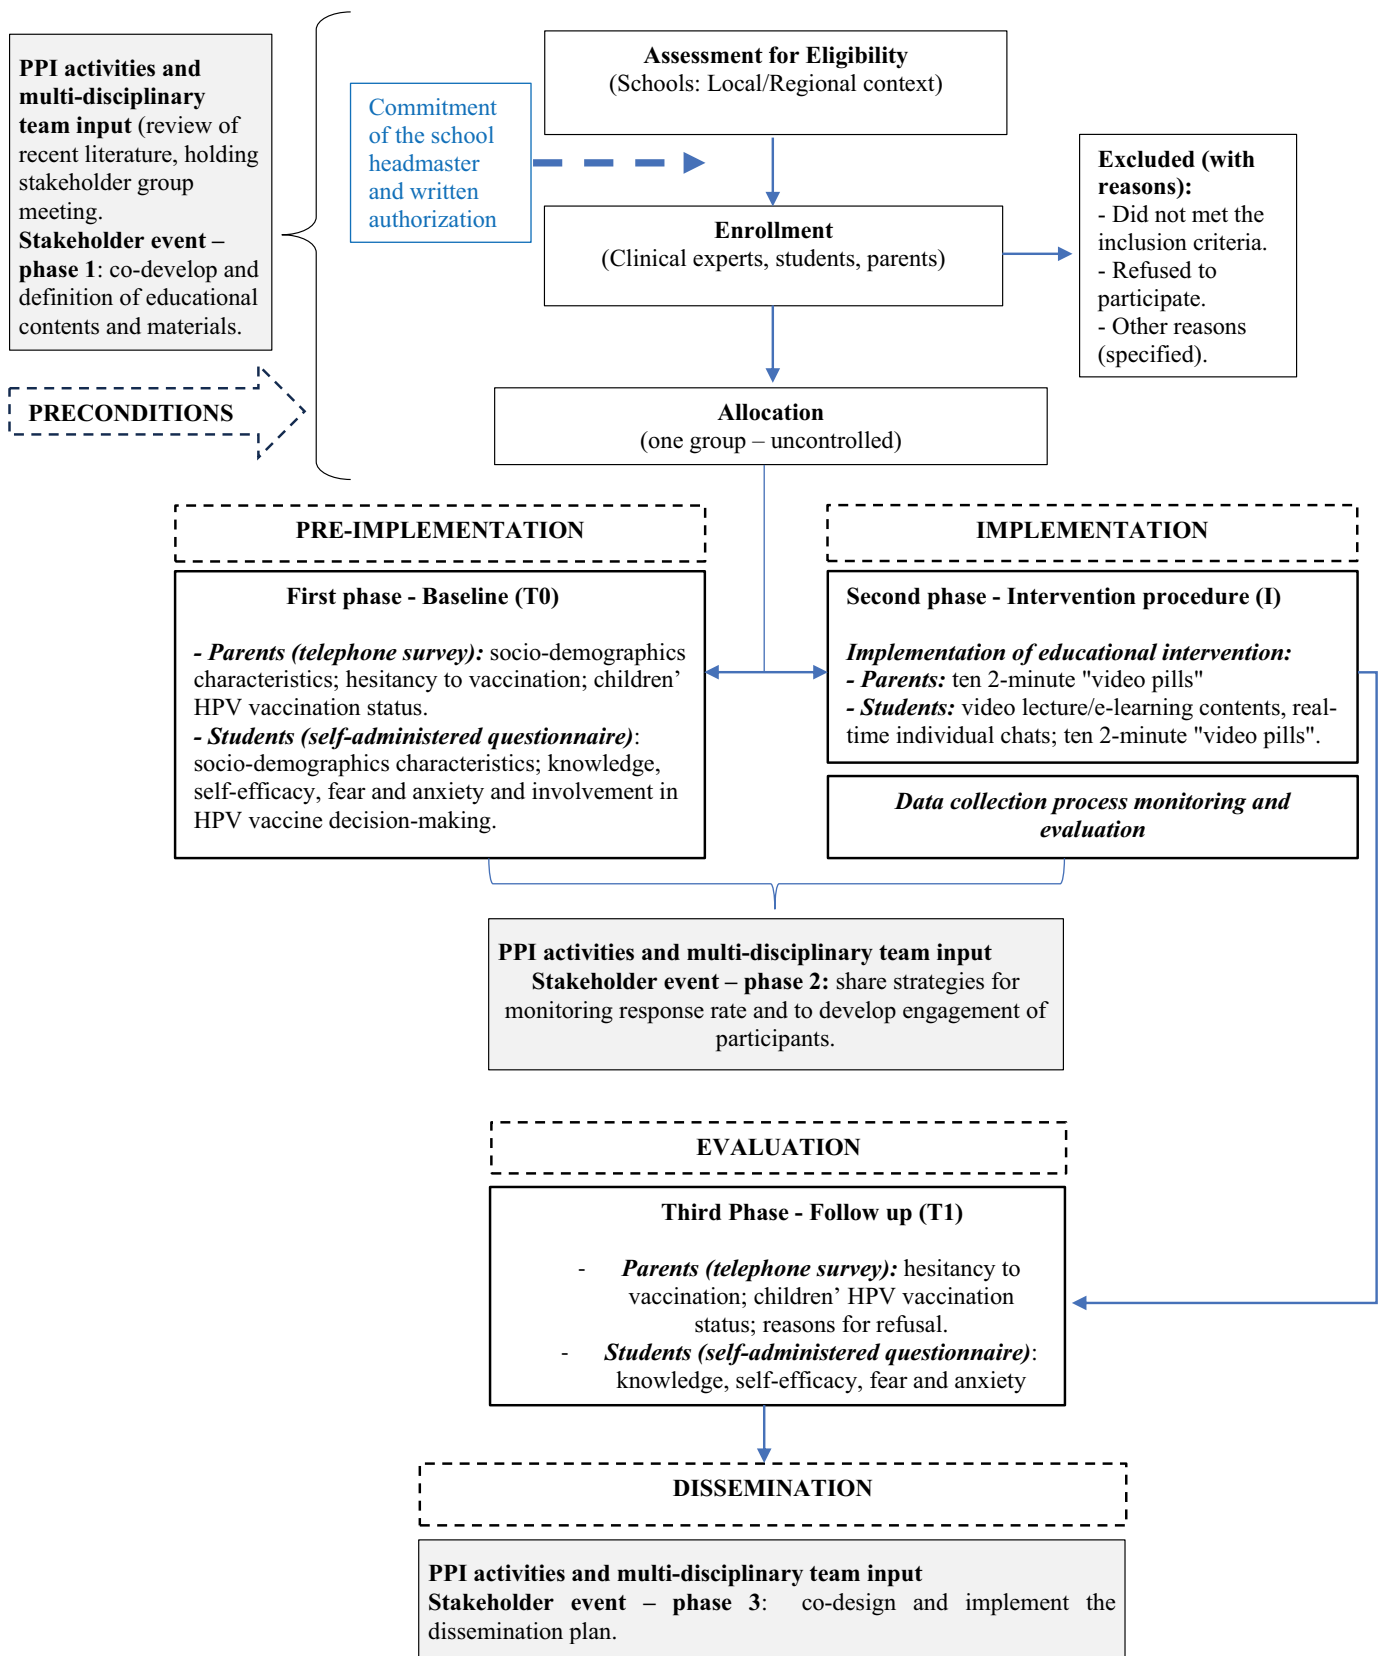 PPI activities and
multi-disciplinary
team input (review of
recent literature, holding
stakeholder group
meeting.
Stakeholder event –
phase 1: co-develop and
definition of educational
contents and materials.
PRECONDITIONS
Assessment for Eligibility
(Schools: Local/Regional context)
Commitment
of the school
headmaster
and written
authorization
Enrollment
(Clinical experts, students, parents)
Excluded (with
reasons):
- Did not met the
inclusion criteria.
- Refused to
participate.
- Other reasons
(specified).
Allocation
(one group – uncontrolled)
PRE-IMPLEMENTATION
First phase - Baseline (T0)
- Parents (telephone survey): socio-demographics
characteristics; hesitancy to vaccination; children’
HPV vaccination status.
- Students (self-administered questionnaire):
socio-demographics characteristics; knowledge,
self-efficacy, fear and anxiety and involvement in
HPV vaccine decision-making.
IMPLEMENTATION
Second phase - Intervention procedure (I)
Implementation of educational intervention:
- Parents: ten 2-minute "video pills"
- Students: video lecture/e-learning contents, real-
time individual chats; ten 2-minute "video pills".
Data collection process monitoring and
evaluation
PPI activities and multi-disciplinary team input
Stakeholder event – phase 2: share strategies for
monitoring response rate and to develop engagement of
participants.
EVALUATION
Third Phase - Follow up (T1)
- Parents (telephone survey): hesitancy to
vaccination; children’ HPV vaccination
status; reasons for refusal.
- Students (self-administered questionnaire):
knowledge, self-efficacy, fear and anxiety
DISSEMINATION
PPI activities and multi-disciplinary team input
Stakeholder event – phase 3: co-design and implement the
dissemination plan.